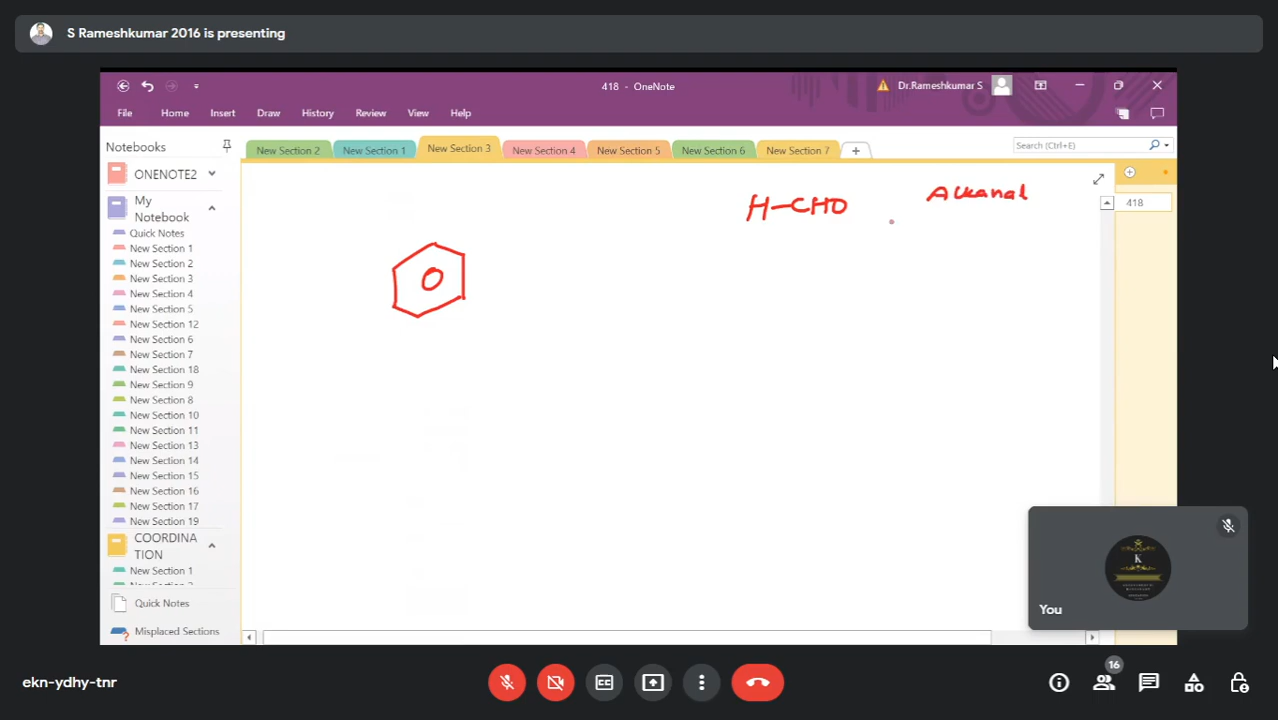 S Rameshkumar 2016 is presenting
418 - OneNote
Dr.Rameshkumar S
File Home Insert Draw History Review View Help
Notebooks
New Section 2 New Section 1 New Section 3 New Section 4 New Section 5 New Section 6 New Section 7 +
Search (Ctrl+E)
ONENOTE2
My
Notebook
Quick Notes
New Section 1
New Section 2
New Section 3
New Section 4
New Section 5
New Section 12
New Section 6
New Section 7
New Section 18
New Section 9
New Section 8
New Section 10
New Section 11
New Section 13
New Section 14
New Section 15
New Section 16
New Section 17
New Section 19
COORDINA
TION
New Section 1
Quick Notes
Misplaced Sections
H-CHO
Alkanal
418
K
You
ekn-ydhy-tnr
CC
16